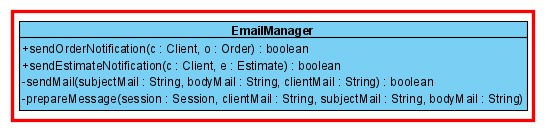 EmailManager
+sendOrderNotification(c : Client, o : Order) : boolean
+sendEstimateNotification(c : Client, e : Estimate) : boolean
-sendMail(subjectMail : String, bodyMail : String, clientMail : String) : boolean
-prepareMessage(session : Session, clientMail : String, subjectMail : String, bodyMail : String)